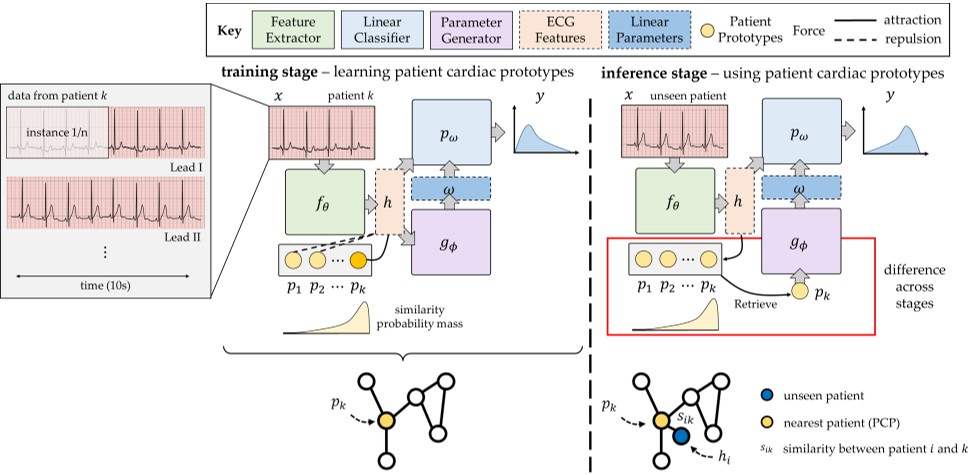 Key
Feature
Extractor
Linear
Classifier
Parameter
Generator
ECG
Features
Linear
Parameters
Patient
Prototypes
Force
attraction
repulsion
training stage – learning patient cardiac prototypes
inference stage – using patient cardiac prototypes
data from patient k
instance 1/n
Lead I
Lead II
⋮
time (10s)
x
patient k
y
pω
fθ
h
ω
gϕ
p1 p2 ⋯ pk
similarity
probability mass
pk
x
unseen patient
y
pω
fθ
h
ω
gϕ
p1 p2 ⋯ pk
Retrieve
pk
difference
across
stages
pk
sik
hi
unseen patient
nearest patient (PCP)
sik similarity between patient i and k